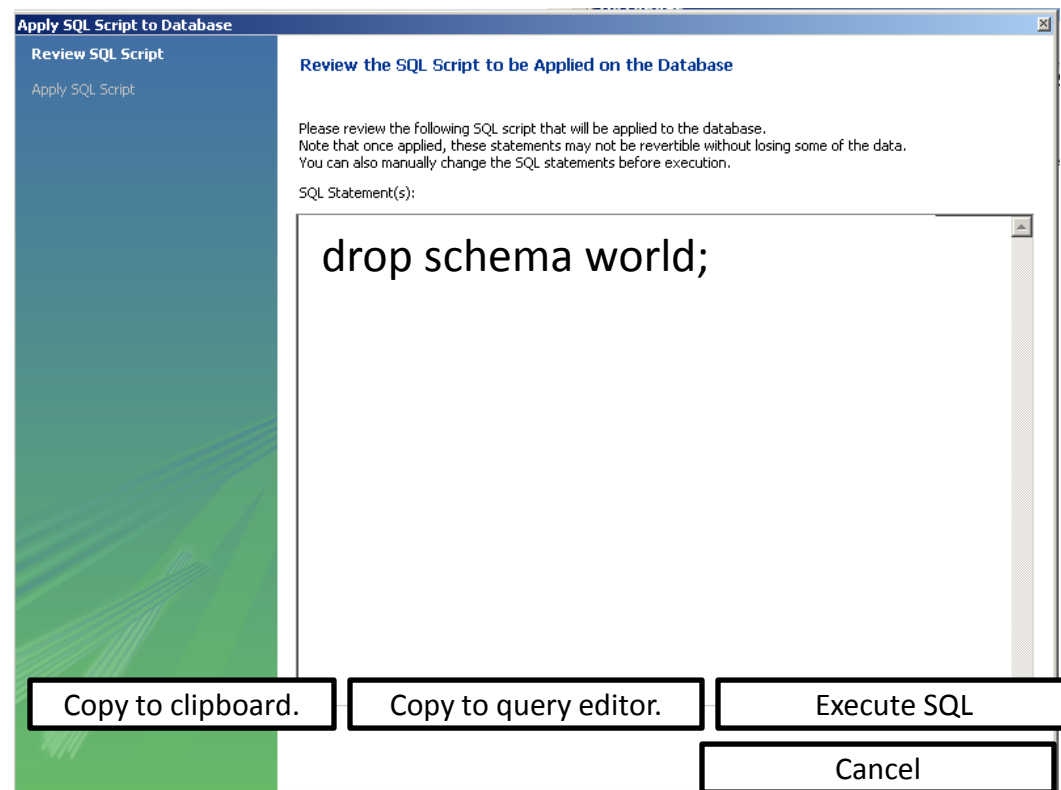 Apply SQL Script to Database
Review SQL Script
Apply SQL Script
Review the SQL Script to be Applied on the Database
Please review the following SQL script that will be applied to the database.
Note that once applied, these statements may not be revertible without losing some of the data.
You can also manually change the SQL statements before execution.
SQL Statement(s):
drop schema world;
Copy to clipboard.
Copy to query editor.
Execute SQL
Cancel